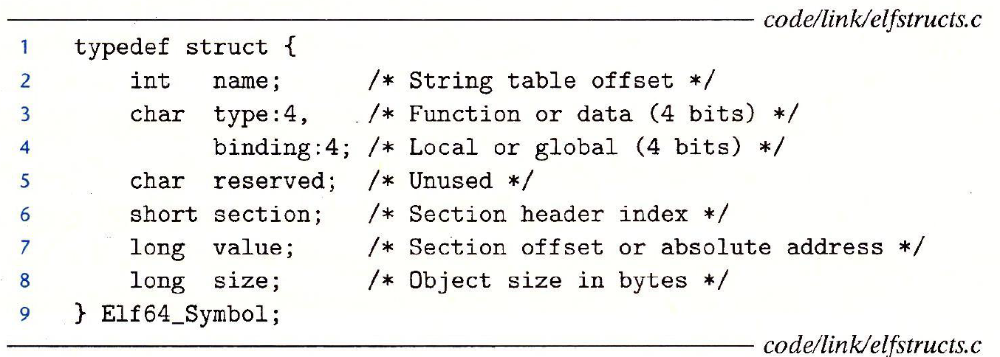 code/link/elfstructs.c
1 typedef struct {
2 int name; /* String table offset */
3 char type:4, /* Function or data (4 bits) */
4 binding:4; /* Local or global (4 bits) */
5 char reserved; /* Unused */
6 short section; /* Section header index */
7 long value; /* Section offset or absolute address */
8 long size; /* Object size in bytes */
9 } Elf64_Symbol;
code/link/elfstructs.c